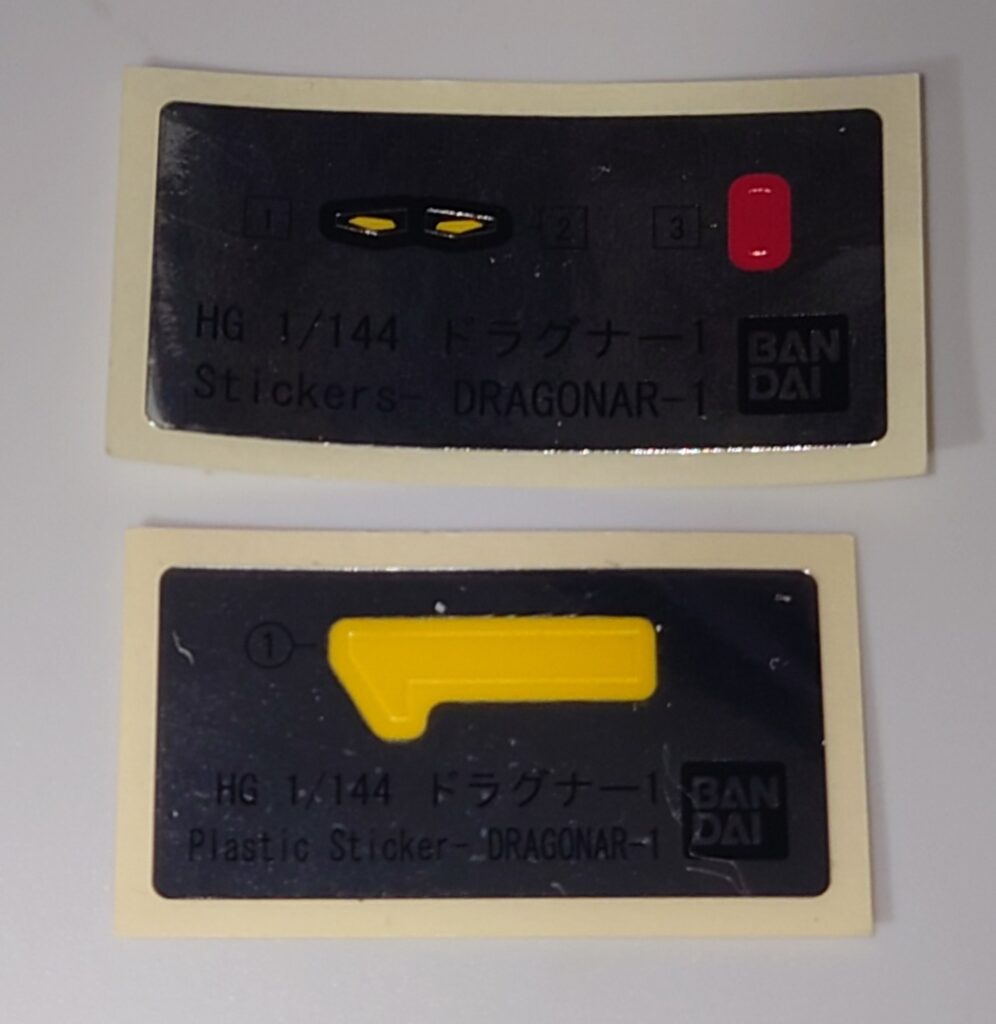 1 2 3
HG 1/144 ドラグナー1
Stickers- DRAGONAR-1
BAN
DAI
1
HG 1/144 ドラグナー1
Plastic Sticker- DRAGONAR-1
BAN
DAI